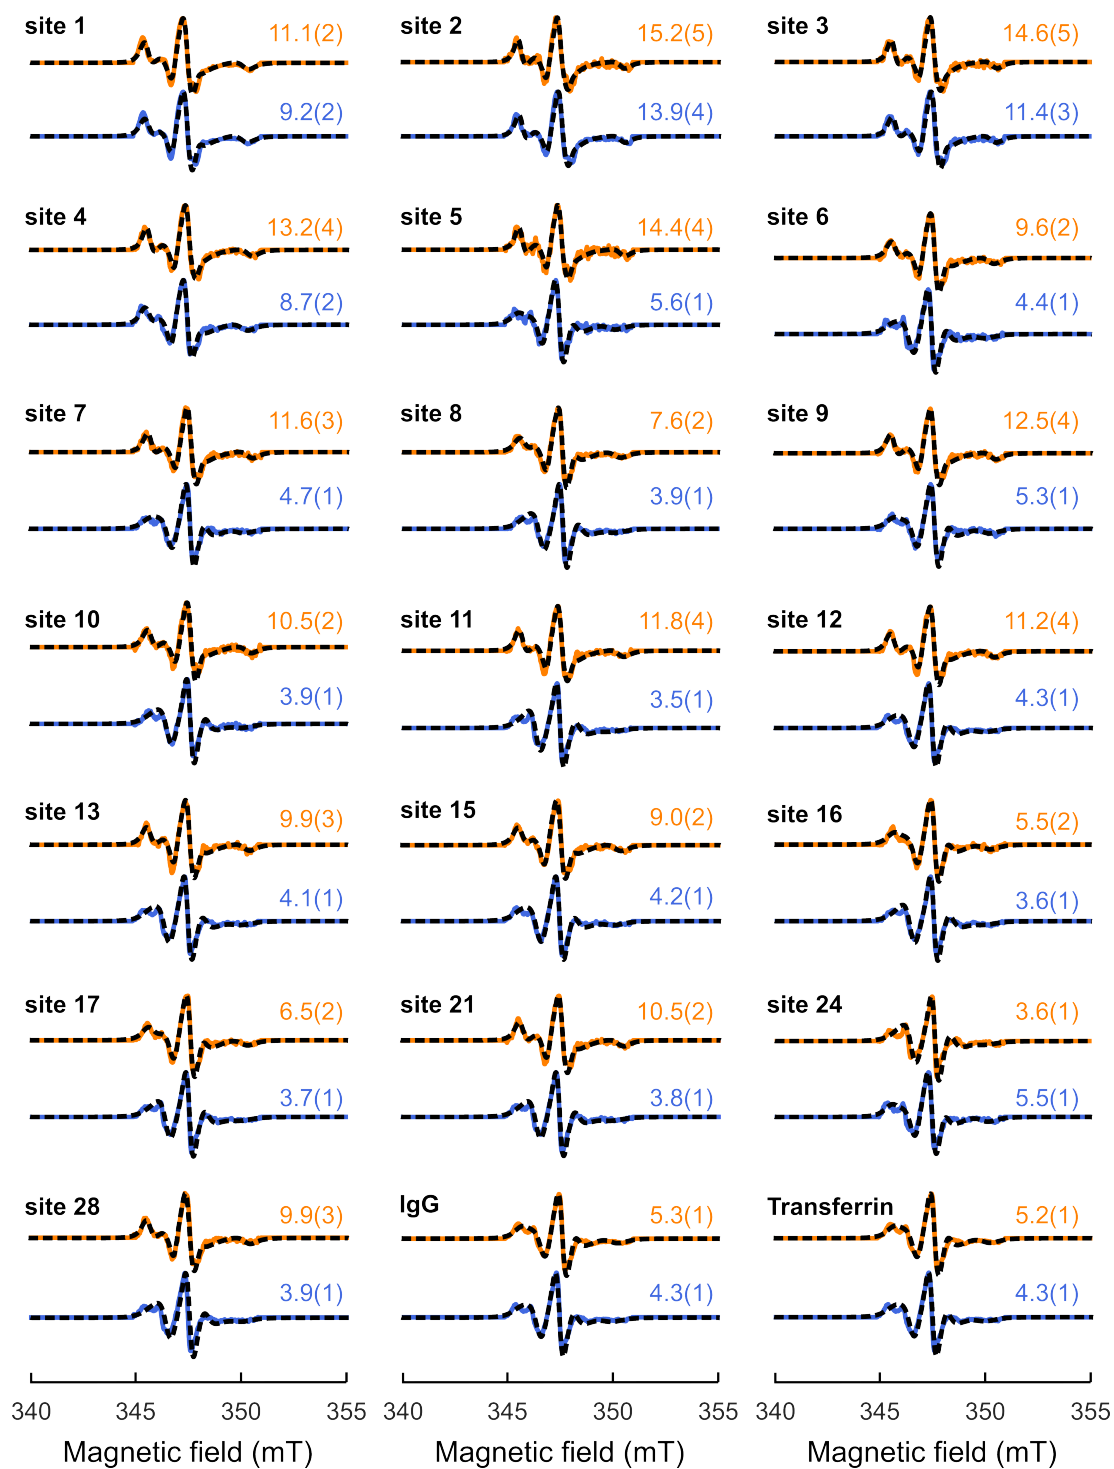 site 1 11.1(2)
9.2(2)
site 2 15.2(5)
13.9(4)
site 3 14.6(5)
11.4(3)
site 4 13.2(4)
8.7(2)
site 5 14.4(4)
5.6(1)
site 6 9.6(2)
4.4(1)
site 7 11.6(3)
4.7(1)
site 8 7.6(2)
3.9(1)
site 9 12.5(4)
5.3(1)
site 10 10.5(2)
3.9(1)
site 11 11.8(4)
3.5(1)
site 12 11.2(4)
4.3(1)
site 13 9.9(3)
4.1(1)
site 15 9.0(2)
4.2(1)
site 16 5.5(2)
3.6(1)
site 17 6.5(2)
3.7(1)
site 21 10.5(2)
3.8(1)
site 24 3.6(1)
5.5(1)
site 28 9.9(3)
3.9(1)
IgG 5.3(1)
4.3(1)
Transferrin 5.2(1)
4.3(1)
340 345 350 355
Magnetic field (mT)
340 345 350 355
Magnetic field (mT)
340 345 350 355
Magnetic field (mT)